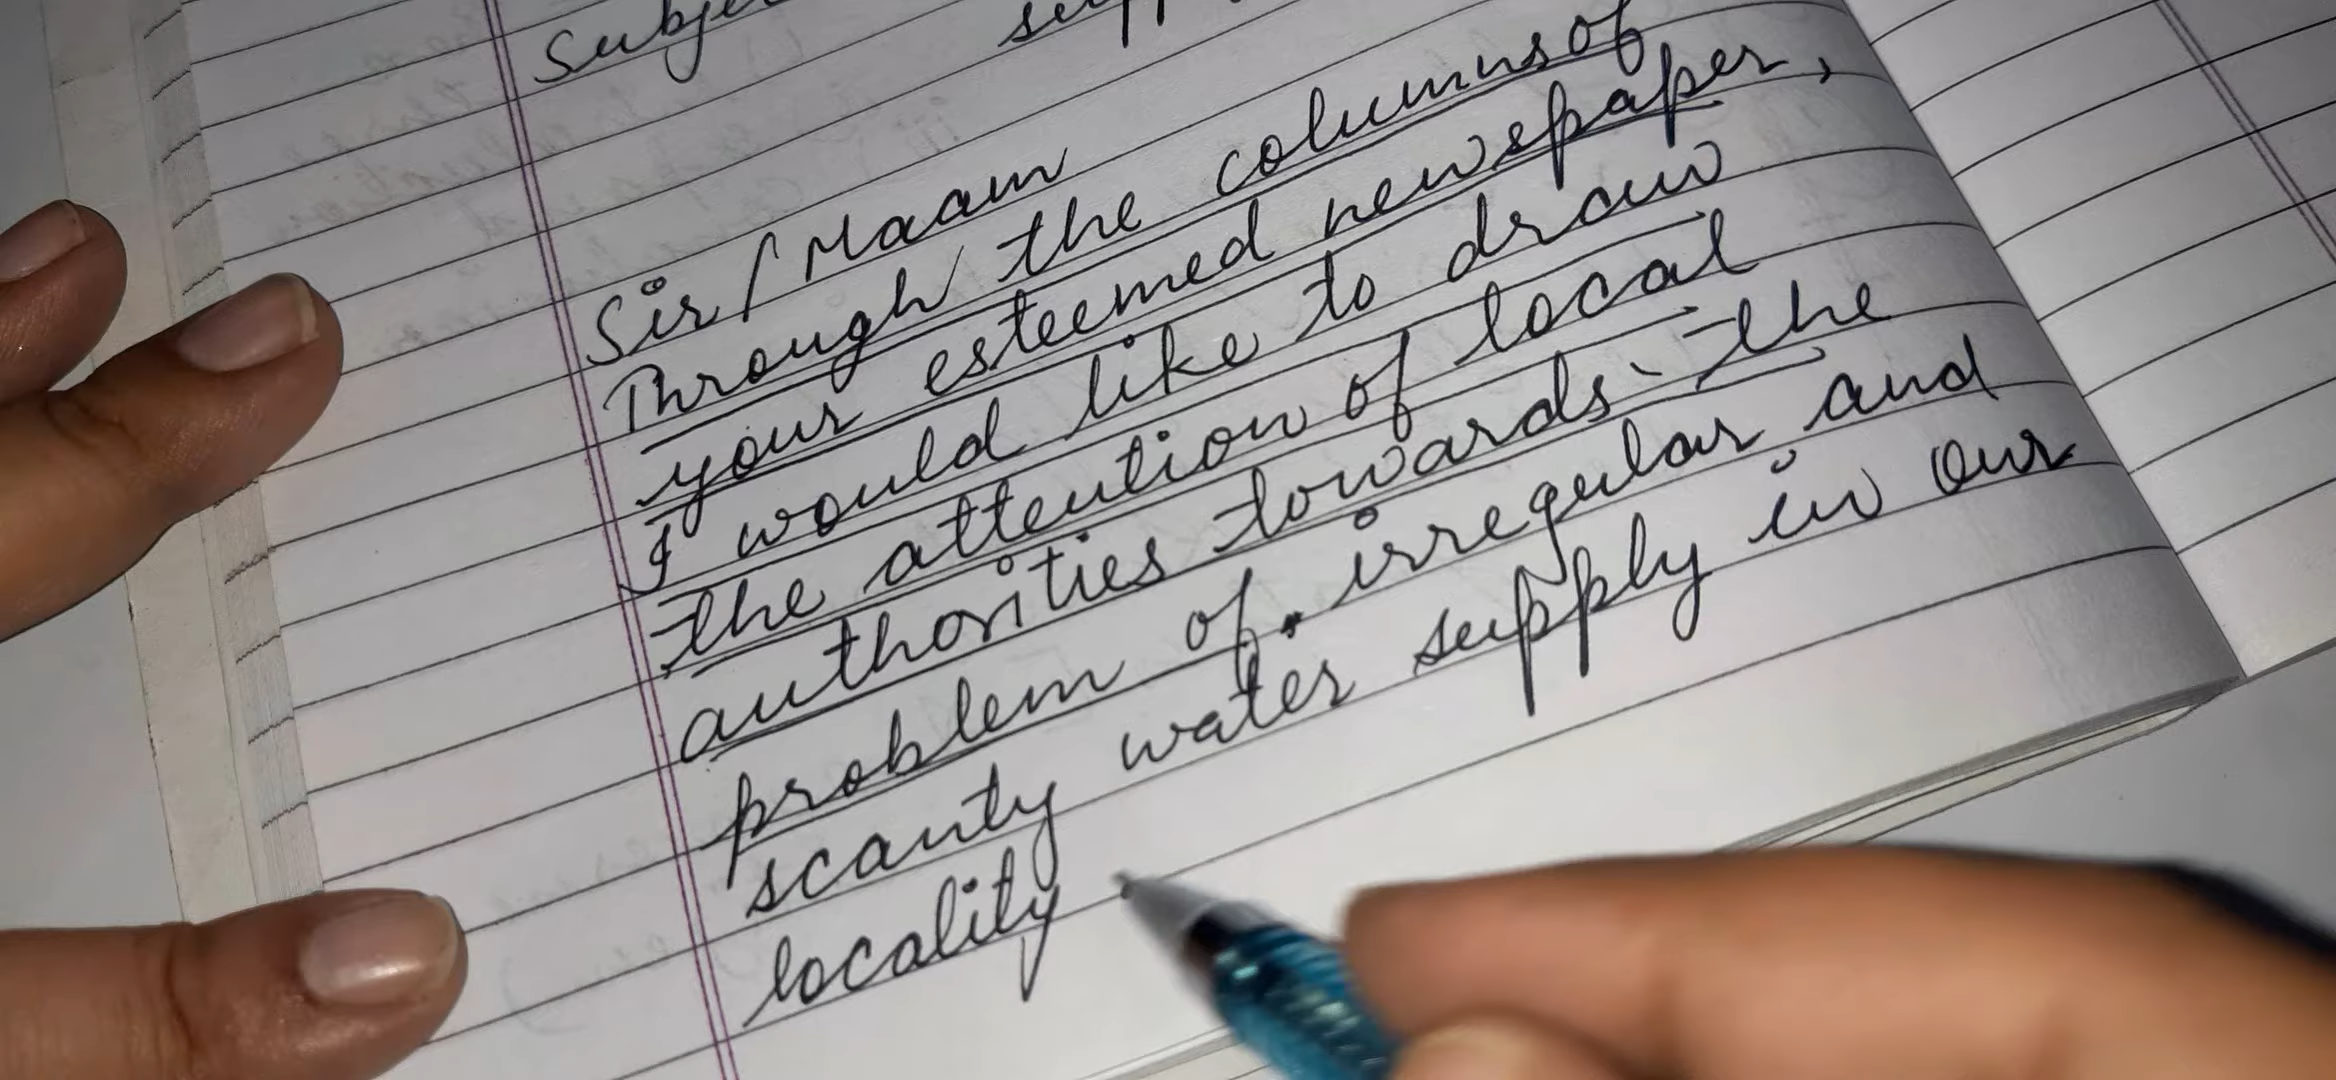 Sir/Maam
Through the columns of
your esteemed newspaper,
I would like to draw
the attention of local
authorities towards the
problem of irregular and
scanty water supply in our
locality